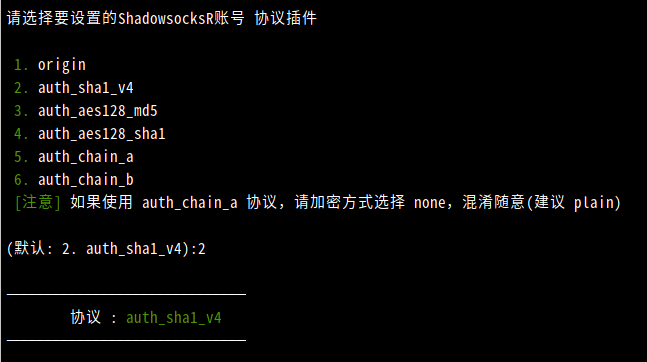 请选择要设置的ShadowsocksR账号 协议插件
1. origin
2. auth_sha1_v4
3. auth_aes128_md5
4. auth_aes128_sha1
5. auth_chain_a
6. auth_chain_b
[注意] 如果使用 auth_chain_a 协议，请加密方式选择 none，混淆随意(建议 plain)
(默认: 2. auth_sha1_v4):2
协议 : auth_sha1_v4